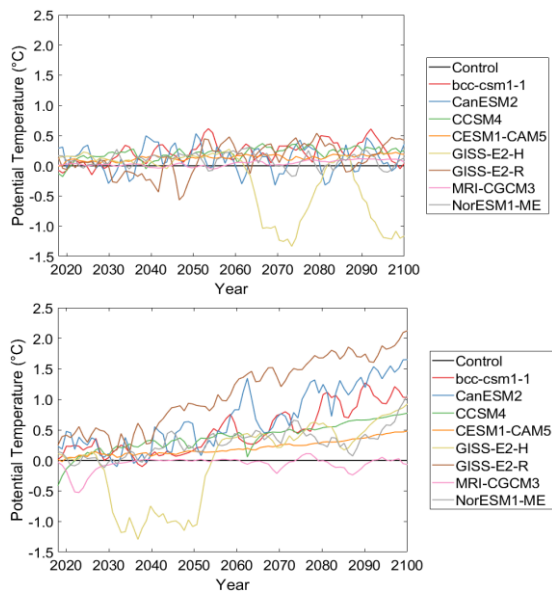 2.5
2.0
1.5
1.0
0.5
0.0
-0.5
-1.0
-1.5
Potential Temperature (°C)
2020 2030 2040 2050 2060 2070 2080 2090 2100
Year
Control
bcc-csm1-1
CanESM2
CCSM4
CESM1-CAM5
GISS-E2-H
GISS-E2-R
MRI-CGCM3
NorESM1-ME
2.5
2.0
1.5
1.0
0.5
0.0
-0.5
-1.0
-1.5
Potential Temperature (°C)
2020 2030 2040 2050 2060 2070 2080 2090 2100
Year
Control
bcc-csm1-1
CanESM2
CCSM4
CESM1-CAM5
GISS-E2-H
GISS-E2-R
MRI-CGCM3
NorESM1-ME